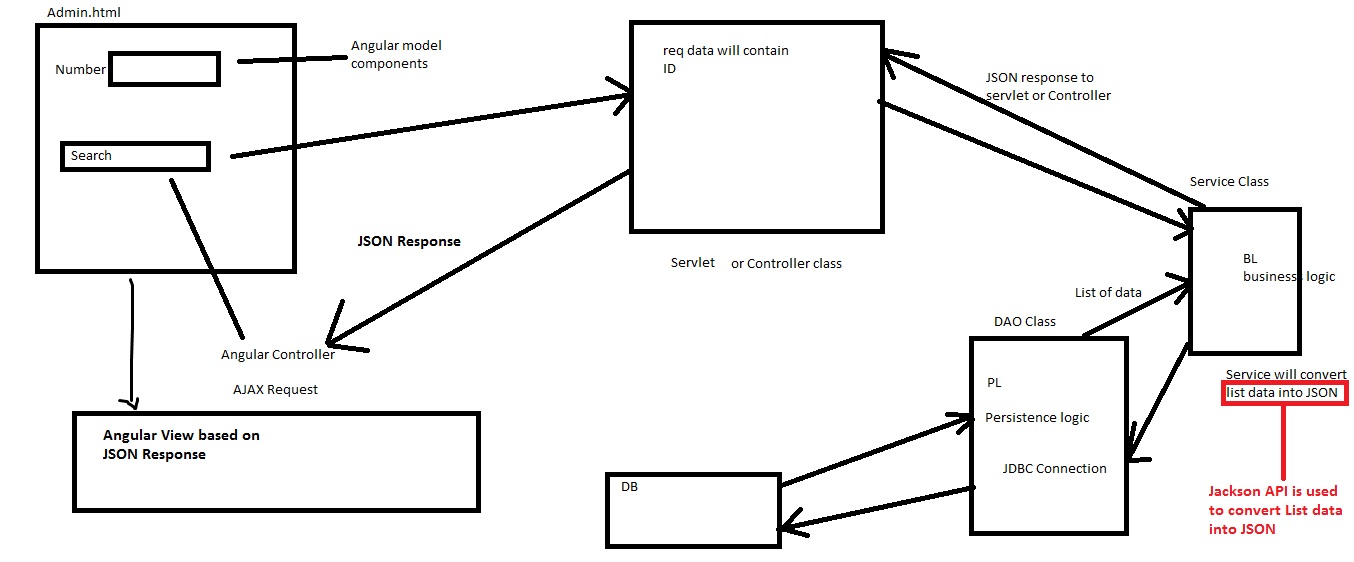 Admin.html
Number
Angular model
components
Search
JSON Response
Angular Controller
AJAX Request
Angular View based on
JSON Response
req data will contain
ID
Servlet or Controller class
JSON response to
servlet or Controller
Service Class
BL
business logic
List of data
DAO Class
PL
Persistence logic
JDBC Connection
DB
Service will convert
list data into JSON
Jackson API is used
to convert List data
into JSON